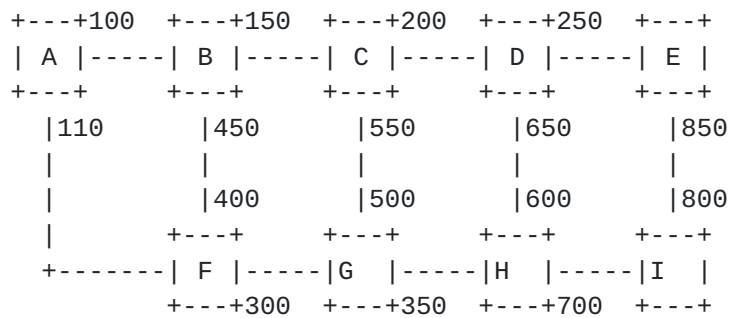 +---+100  +---+150  +---+200  +---+250  +---+
| A |-----| B |-----| C |-----| D |-----| E |
+---+     +---+     +---+     +---+     +---+
  |110      |450      |550      |650      |850
  |         |         |         |         |
  |         |400      |500      |600      |800
  |       +---+     +---+     +---+     +---+
  +-------| F |-----|G  |-----|H  |-----|I  |
          +---+300  +---+350  +---+700  +---+